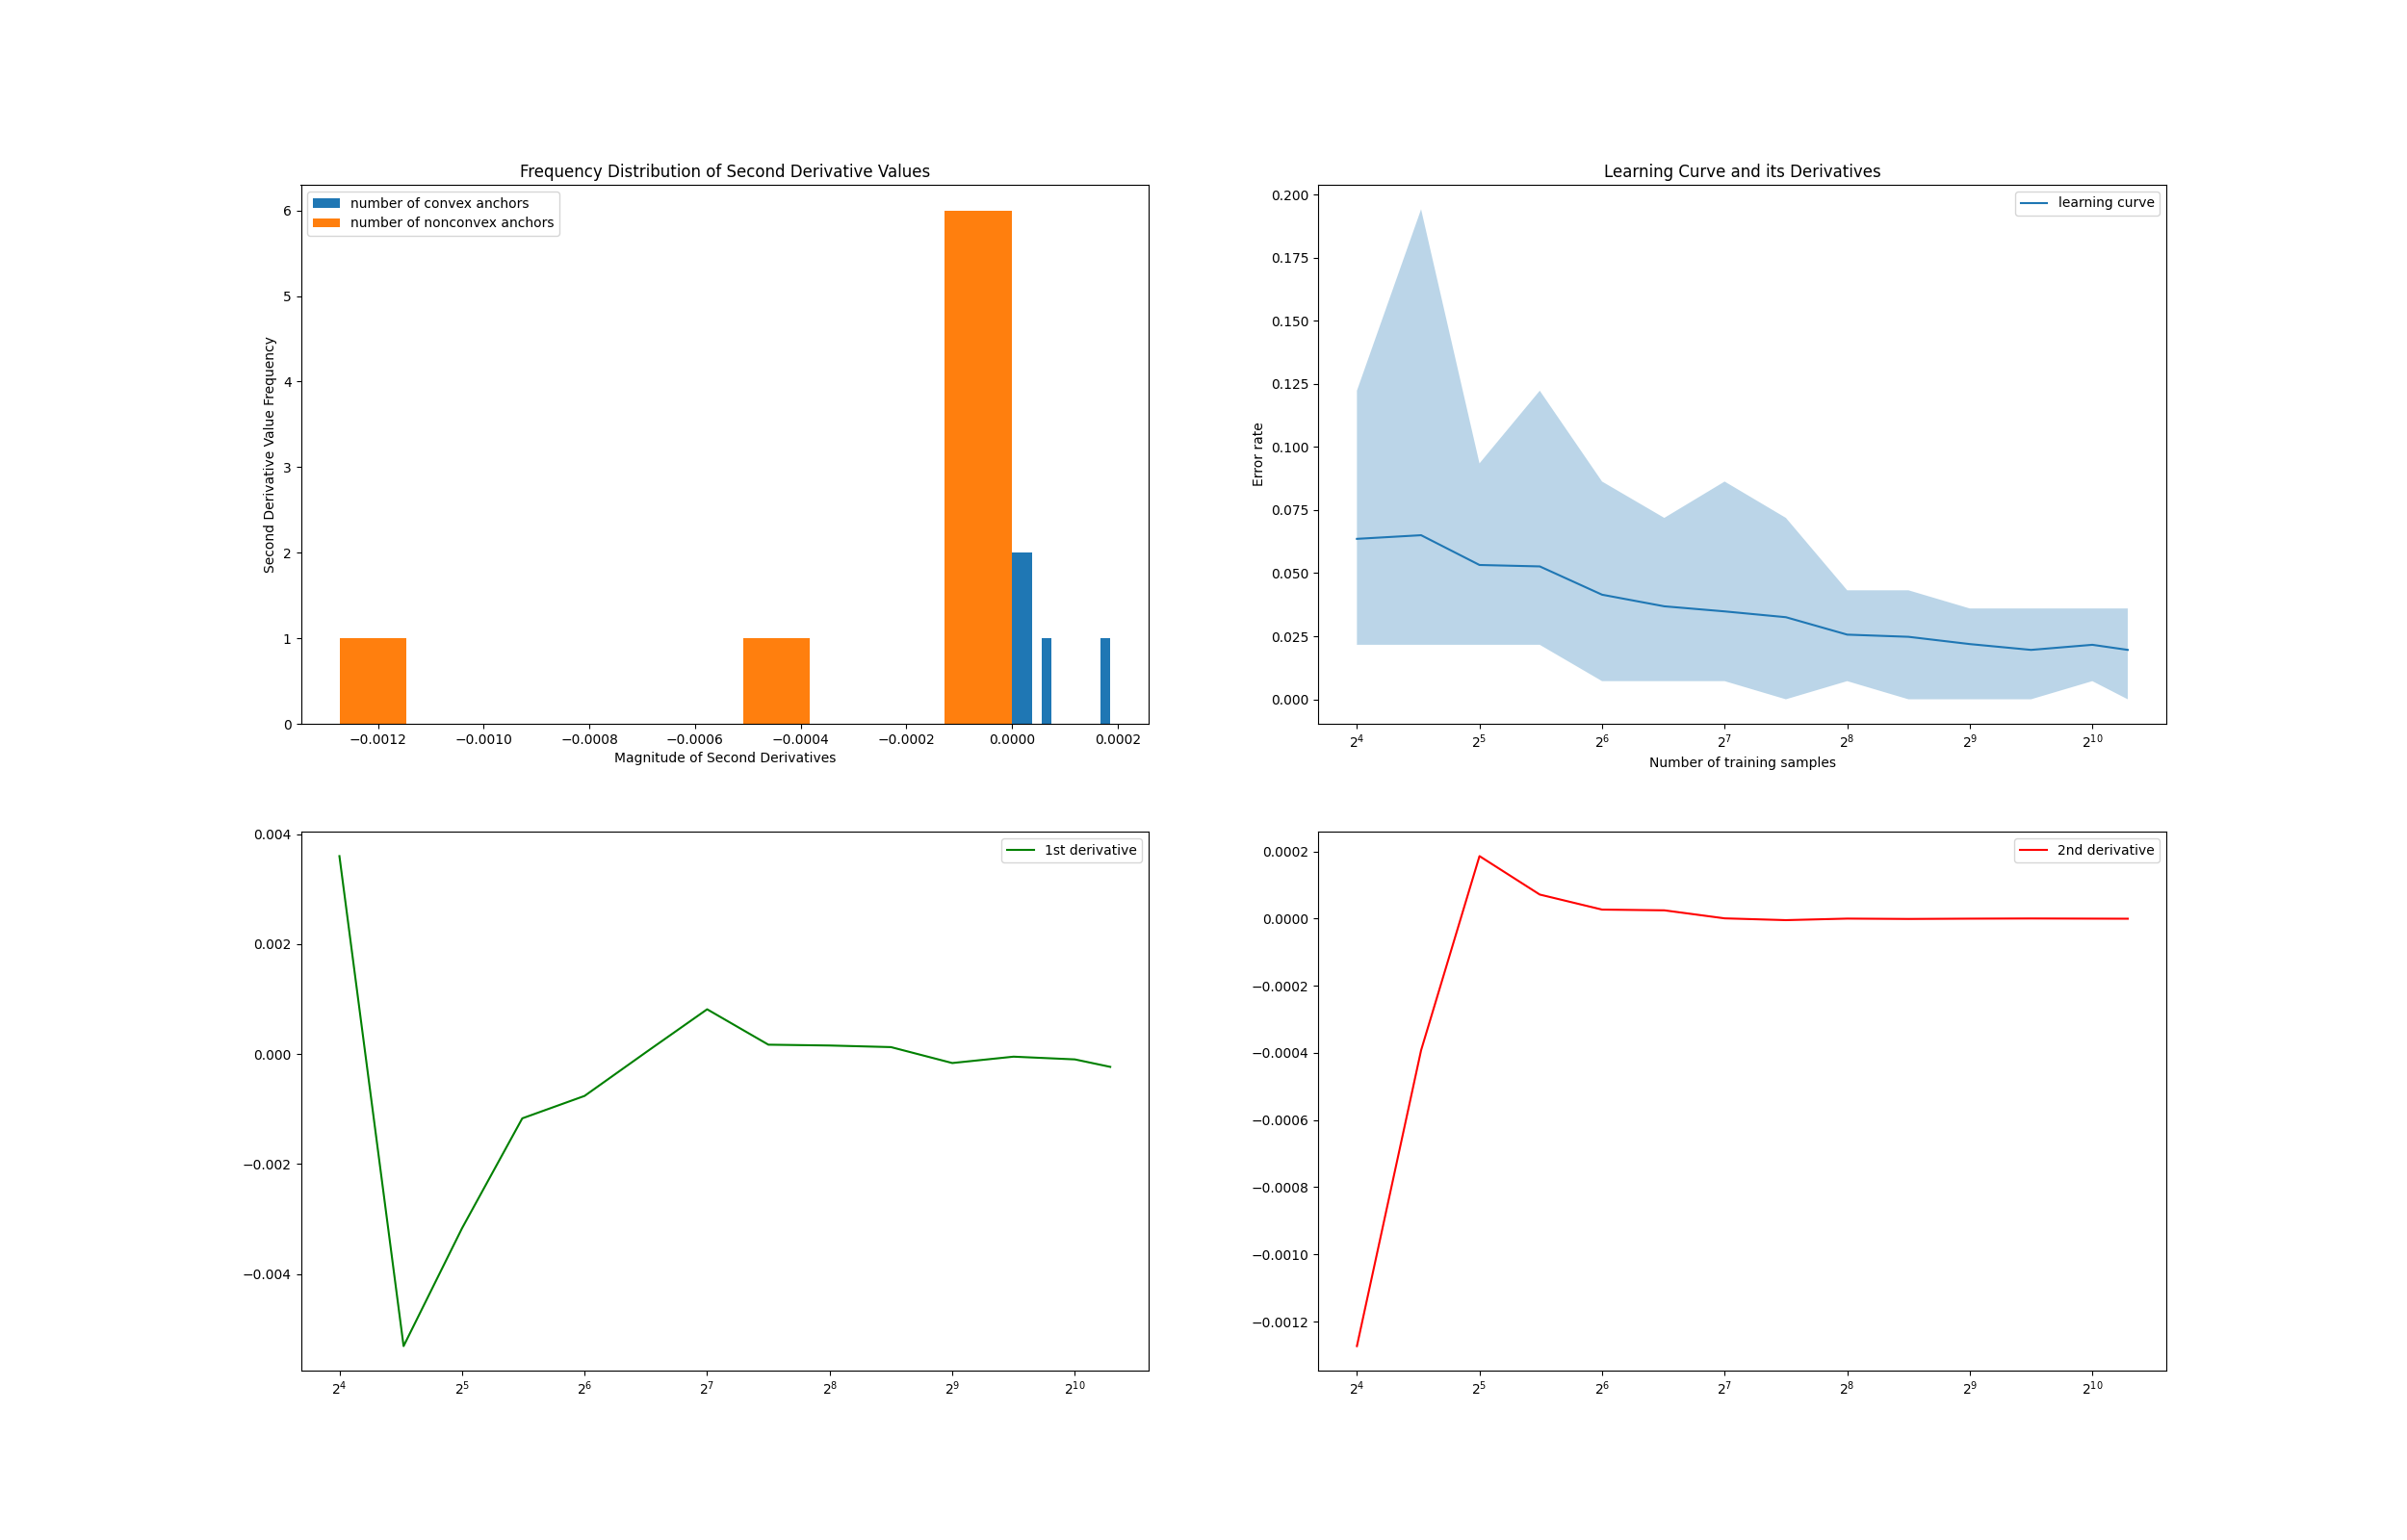 Frequency Distribution of Second Derivative Values
number of convex anchors
number of nonconvex anchors
6
5
4
3
2
1
0
Second Derivative Value Frequency
−0.0012 −0.0010 −0.0008 −0.0006 −0.0004 −0.0002 0.0000 0.0002
Magnitude of Second Derivatives
Learning Curve and its Derivatives
learning curve
0.200
0.175
0.150
0.125
0.100
0.075
0.050
0.025
0.000
Error rate
2⁴ 2⁵ 2⁶ 2⁷ 2⁸ 2⁹ 2¹⁰
Number of training samples
1st derivative
0.004
0.002
0.000
−0.002
−0.004
2⁴ 2⁵ 2⁶ 2⁷ 2⁸ 2⁹ 2¹⁰
2nd derivative
0.0002
0.0000
−0.0002
−0.0004
−0.0006
−0.0008
−0.0010
−0.0012
2⁴ 2⁵ 2⁶ 2⁷ 2⁸ 2⁹ 2¹⁰